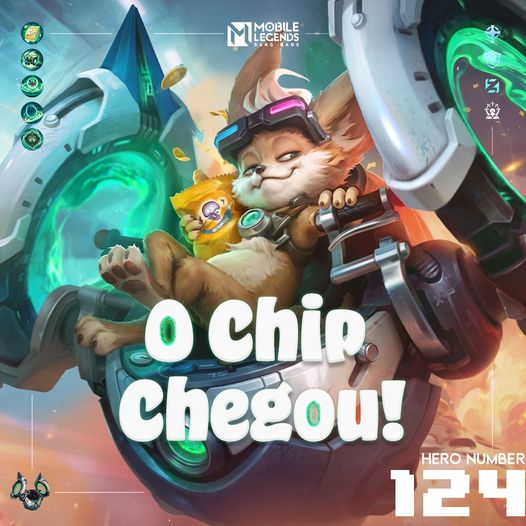 MOBILE
LEGENDS
BANG BANG
O Chip
Chegou!
HERO NUMBER
124